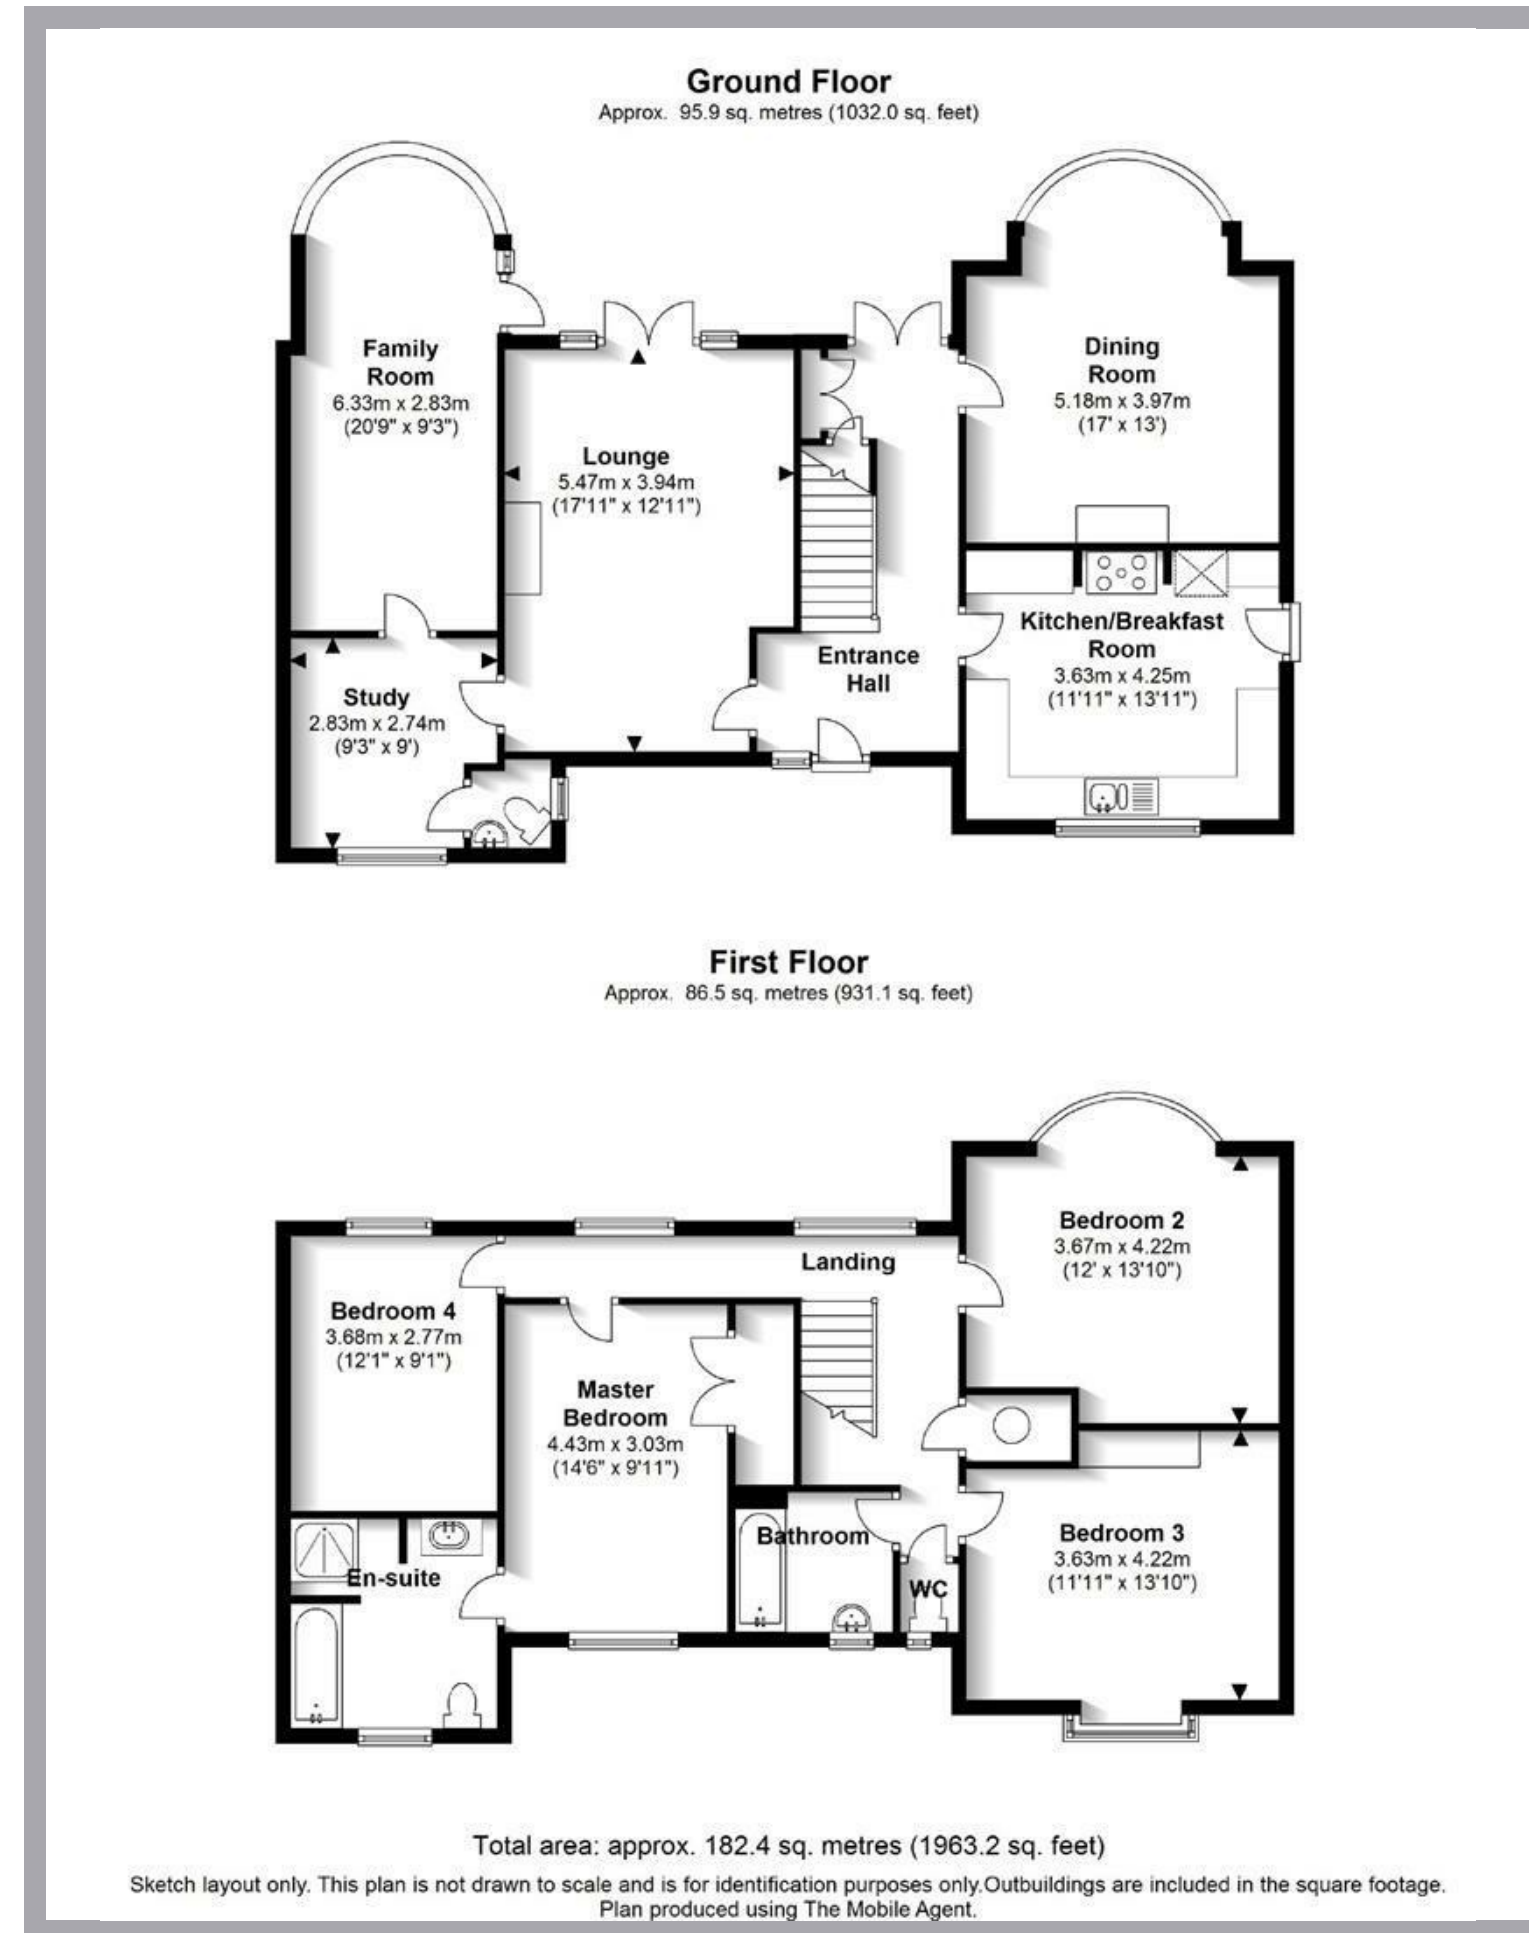 Ground Floor
Approx.  95.9 sq. metres (1032.0 sq. feet)
Family
Room
6.33m x 2.83m
(20'9" x 9'3")
Lounge
5.47m x 3.94m
(17'11" x 12'11")
Dining
Room
5.18m x 3.97m
(17' x 13')
Kitchen/Breakfast
Room
3.63m x 4.25m
(11'11" x 13'11")
Entrance
Hall
Study
2.83m x 2.74m
(9'3" x 9')
First Floor
Approx.  86.5 sq. metres (931.1 sq. feet)
Landing
Bedroom 2
3.67m x 4.22m
(12' x 13'10")
Bedroom 4
3.68m x 2.77m
(12'1" x 9'1")
Master
Bedroom
4.43m x 3.03m
(14'6" x 9'11")
Bathroom
Bedroom 3
3.63m x 4.22m
(11'11" x 13'10")
En-suite
WC
Total area: approx. 182.4 sq. metres (1963.2 sq. feet)
Sketch layout only. This plan is not drawn to scale and is for identification purposes only.Outbuildings are included in the square footage.
Plan produced using The Mobile Agent.